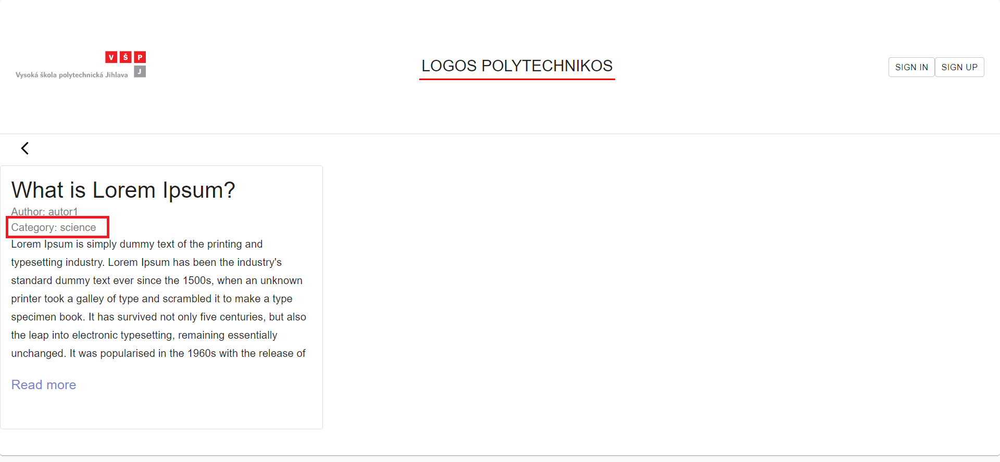 V Š P
Vysoká škola polytechnická Jihlava J
LOGOS POLYTECHNIKOS
SIGN IN SIGN UP
What is Lorem Ipsum?
Author: autor1
Category: science
Lorem Ipsum is simply dummy text of the printing and
typesetting industry. Lorem Ipsum has been the industry's
standard dummy text ever since the 1500s, when an unknown
printer took a galley of type and scrambled it to make a type
specimen book. It has survived not only five centuries, but also
the leap into electronic typesetting, remaining essentially
unchanged. It was popularised in the 1960s with the release of
Read more